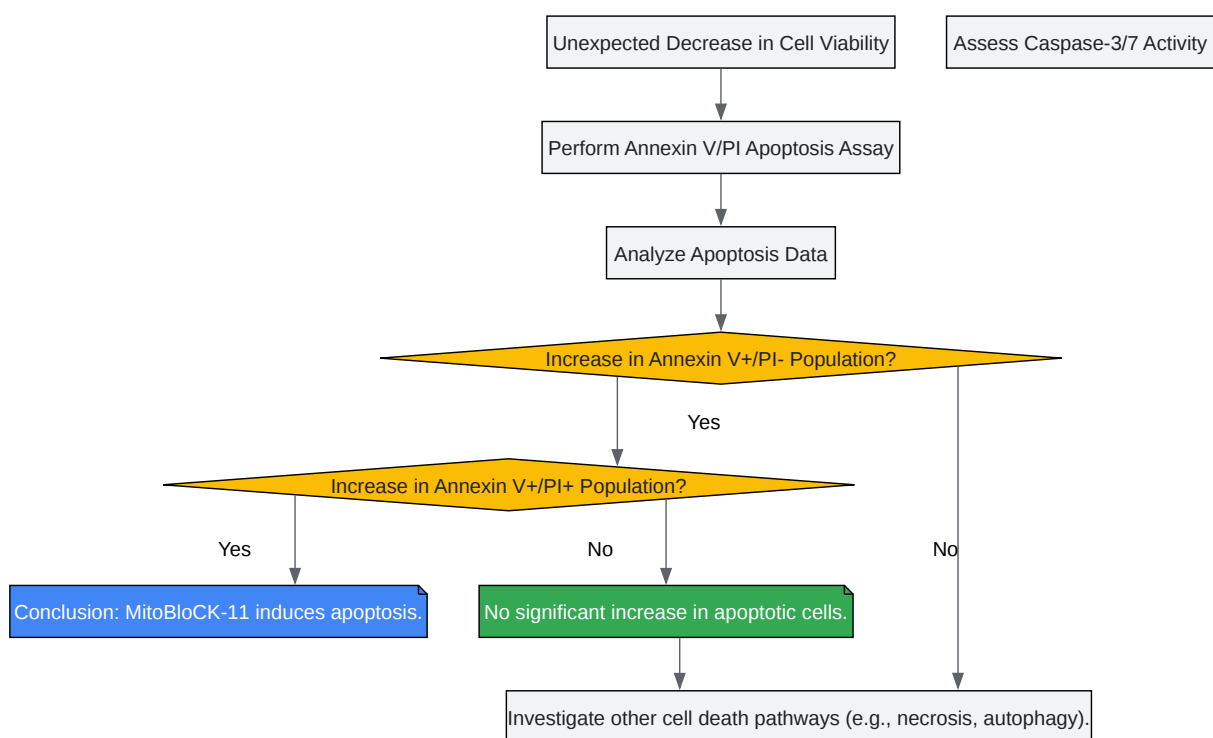 Unexpected Decrease in Cell Viability
Assess Caspase-3/7 Activity
Perform Annexin V/PI Apoptosis Assay
Analyze Apoptosis Data
Increase in Annexin V+/PI- Population?
Yes
Increase in Annexin V+/PI+ Population?
Yes
No
No
Conclusion: MitoBloCK-11 induces apoptosis.
No significant increase in apoptotic cells.
Investigate other cell death pathways (e.g., necrosis, autophagy).